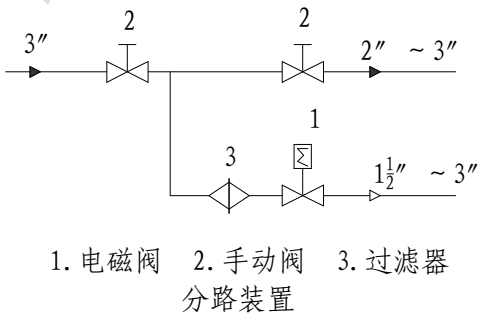 2 2
3″ 2″ ~ 3″
1
3 1½″ ~ 3″
1. 电磁阀 2. 手动阀 3. 过滤器
分路装置